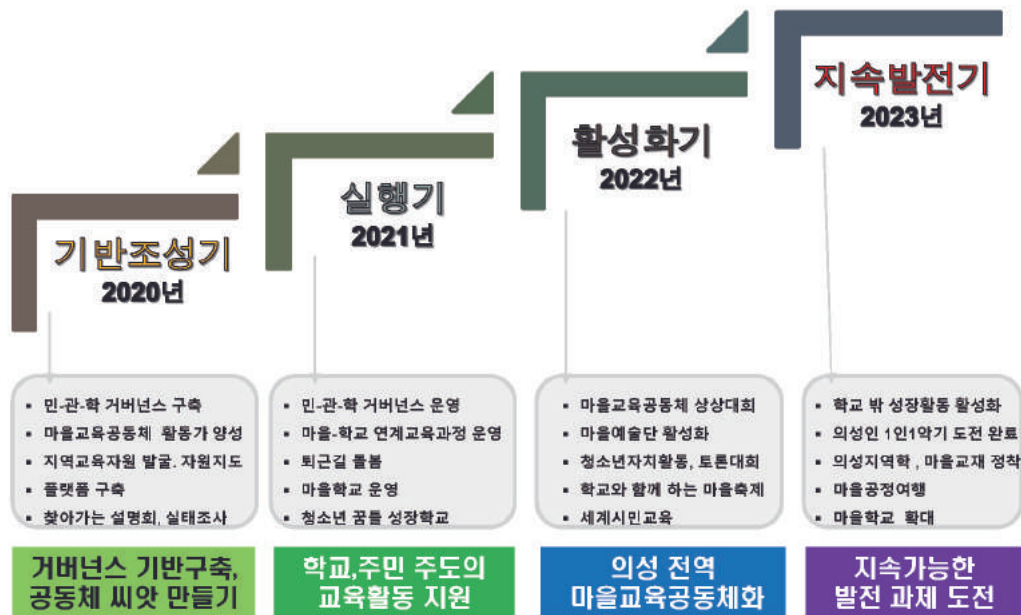 기반조성기
2020년
실행기
2021년
활성화기
2022년
지속발전기
2023년
▪ 민-관-학 거버넌스 구축
▪ 마을교육공동체 활동가 양성
▪ 지역교육자원 발굴. 자원지도
▪ 플랫폼 구축
▪ 찾아가는 설명회, 실태조사
▪ 민-관-학 거버넌스 운영
▪ 마을-학교 연계교육과정 운영
▪ 퇴근길 돌봄
▪ 마을학교 운영
▪ 청소년 꿈틀 성장학교
▪ 마을교육공동체 상상대회
▪ 마을예술단 활성화
▪ 청소년자치활동, 토론대회
▪ 학교와 함께 하는 마을축제
▪ 세계시민교육
▪ 학교 밖 성장활동 활성화
▪ 의성인 1인1악기 도전 완료
▪ 의성지역학 , 마을교재 정착
▪ 마을공정여행
▪ 마을학교 확대
거버넌스 기반구축,
공동체 씨앗 만들기
학교,주민 주도의
교육활동 지원
의성 전역
마을교육공동체화
지속가능한
발전 과제 도전